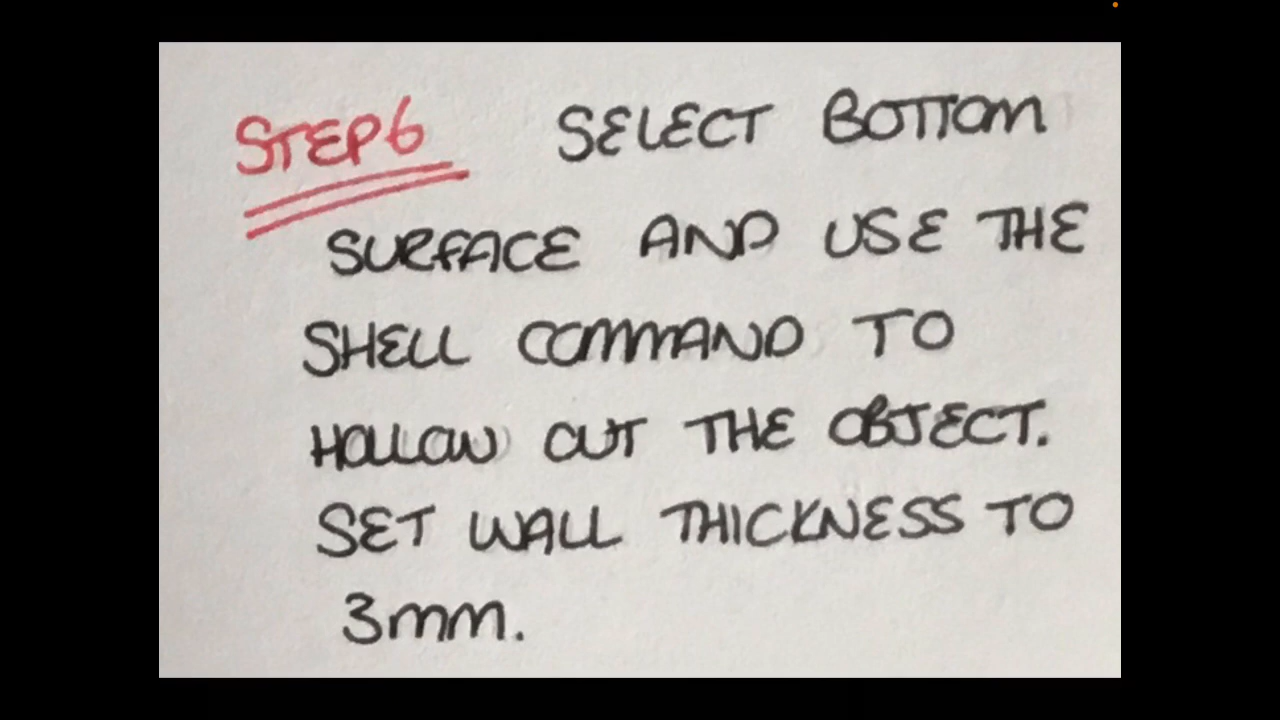 STEP6 SELECT BOTTOM
SURFACE AND USE THE
SHELL COMMAND TO
HOLLOW OUT THE OBJECT.
SET WALL THICKNESS TO
3mm.